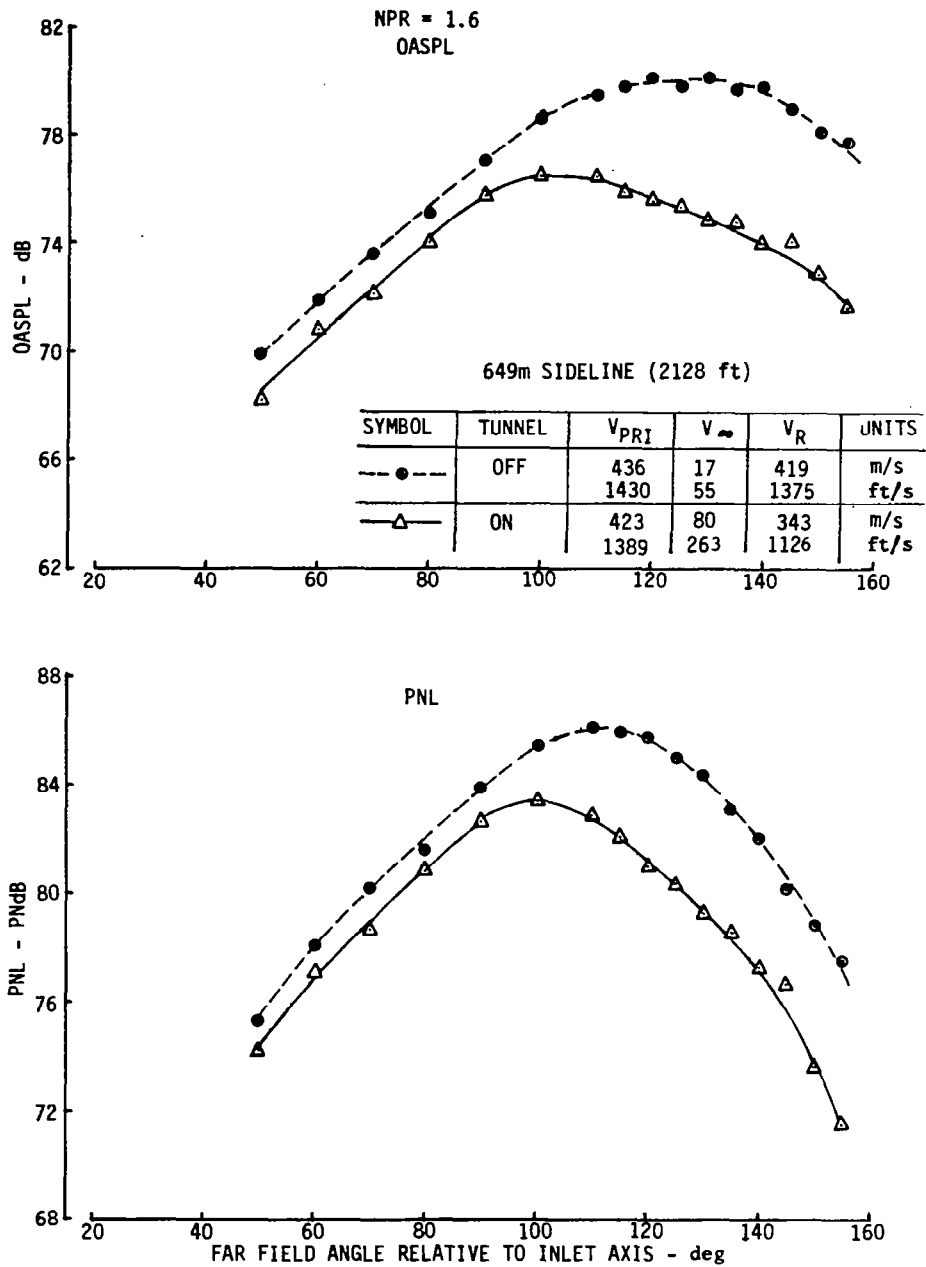 NPR = 1.6
OASPL
82
78
74
70
66
62
OASPL - dB
649m SIDELINE (2128 ft)
SYMBOL TUNNEL V_PRI V_∞ V_R UNITS
OFF 436 17 419 m/s
1430 55 1375 ft/s
ON 423 80 343 m/s
1389 263 1126 ft/s
20 40 60 80 100 120 140 160
PNL
88
84
80
76
72
68
PNL - PNdB
20 40 60 80 100 120 140 160
FAR FIELD ANGLE RELATIVE TO INLET AXIS - deg